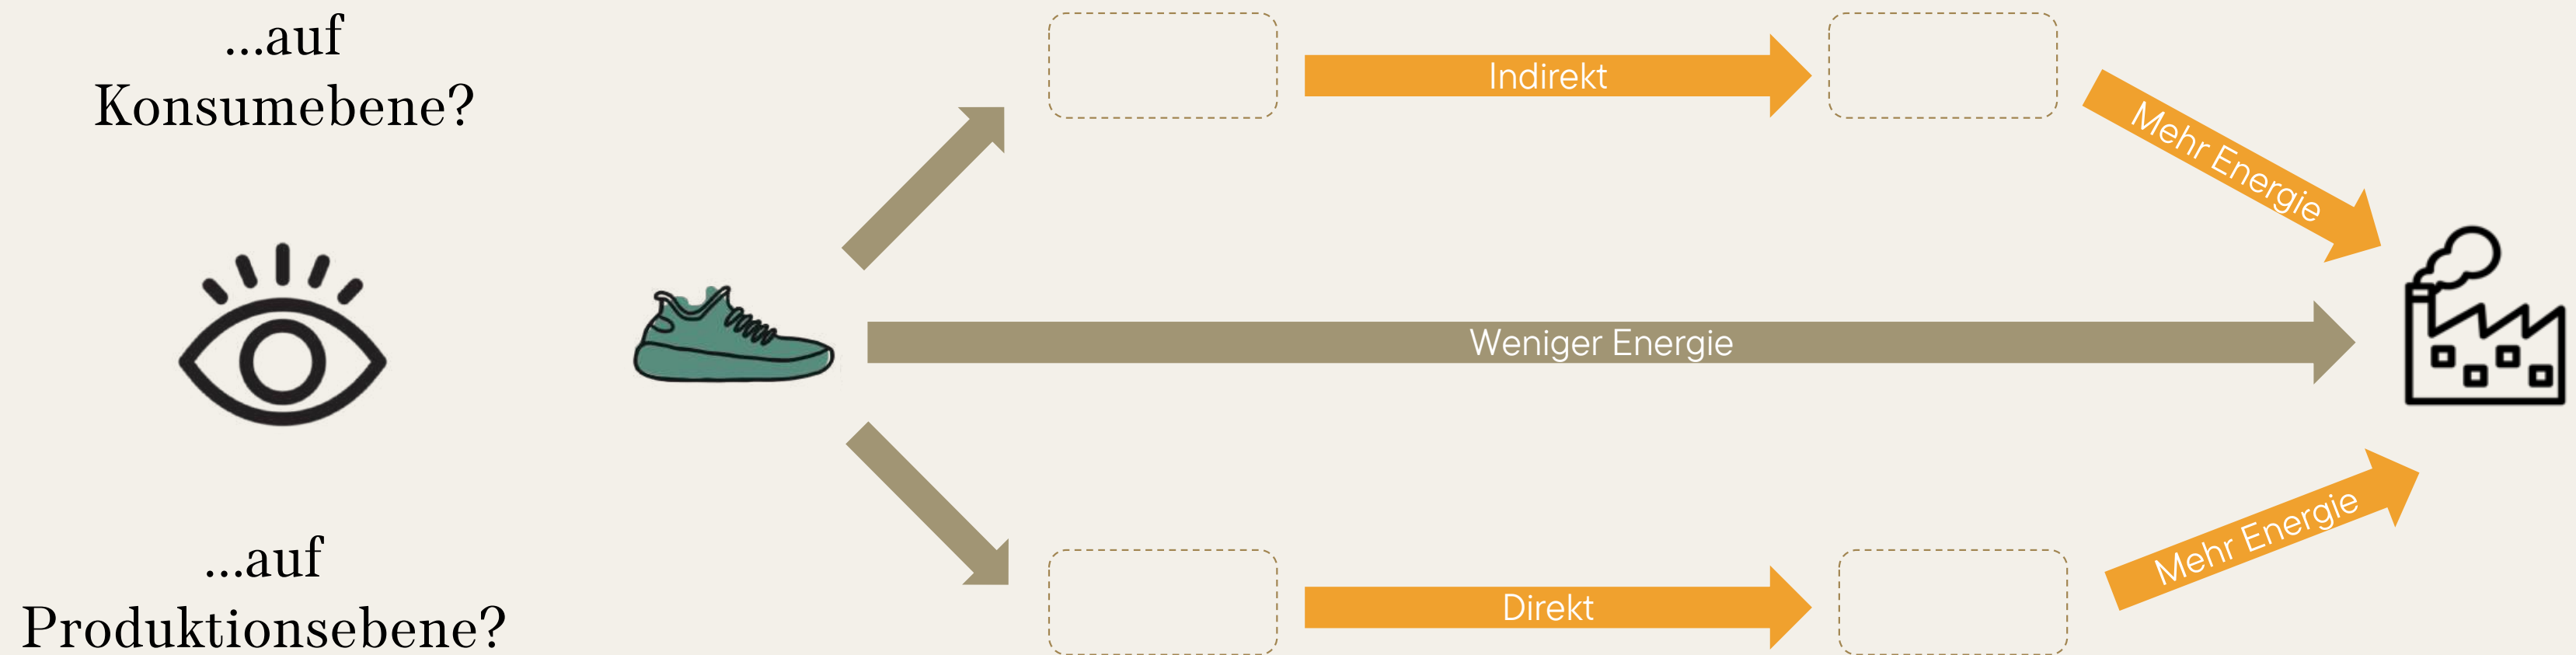 ...auf
Konsumebene?
Indirekt
Mehr Energie
Weniger Energie
...auf
Produktionsebene?
Direkt
Mehr Energie